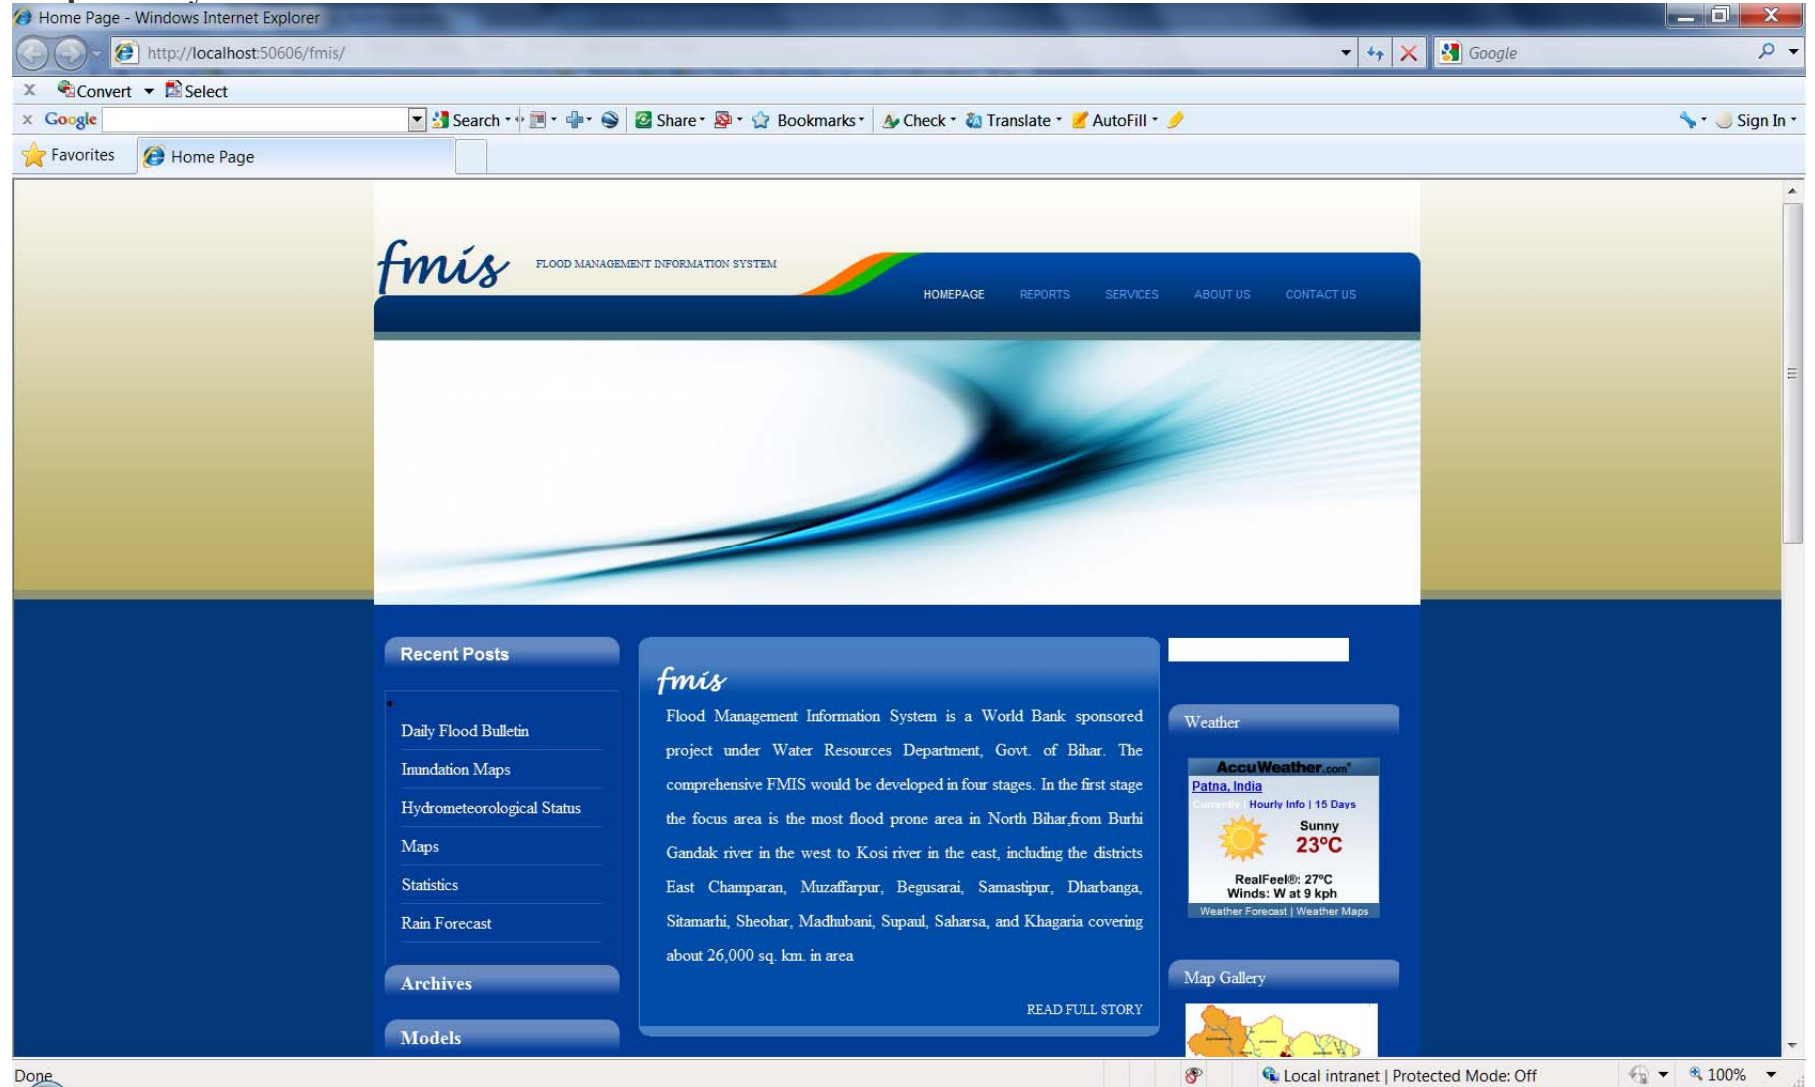 Home Page - Windows Internet Explorer
http://localhost:50606/fmis/
Google
x Convert Select
x Google Search Share Bookmarks Check Translate AutoFill Sign In
Favorites Home Page
fmis FLOOD MANAGEMENT INFORMATION SYSTEM
HOMEPAGE REPORTS SERVICES ABOUT US CONTACT US
Recent Posts
Daily Flood Bulletin
Inundation Maps
Hydrometeorological Status
Maps
Statistics
Rain Forecast
Archives
Models
fmis
Flood Management Information System is a World Bank sponsored
project under Water Resources Department, Govt. of Bihar. The
comprehensive FMIS would be developed in four stages. In the first stage
the focus area is the most flood prone area in North Bihar,from Burhi
Gandak river in the west to Kosi river in the east, including the districts
East Champaran, Muzaffarpur, Begusarai, Samastipur, Dharbanga,
Sitamarhi, Sheohar, Madhubani, Supaul, Saharsa, and Khagaria covering
about 26,000 sq. km. in area
READ FULL STORY
Weather
AccuWeather.com®
Patna, India
Currently | Hourly Info | 15 Days
Sunny
23°C
RealFeel®: 27°C
Winds: W at 9 kph
Weather Forecast | Weather Maps
Map Gallery
Done
Local intranet | Protected Mode: Off
100%